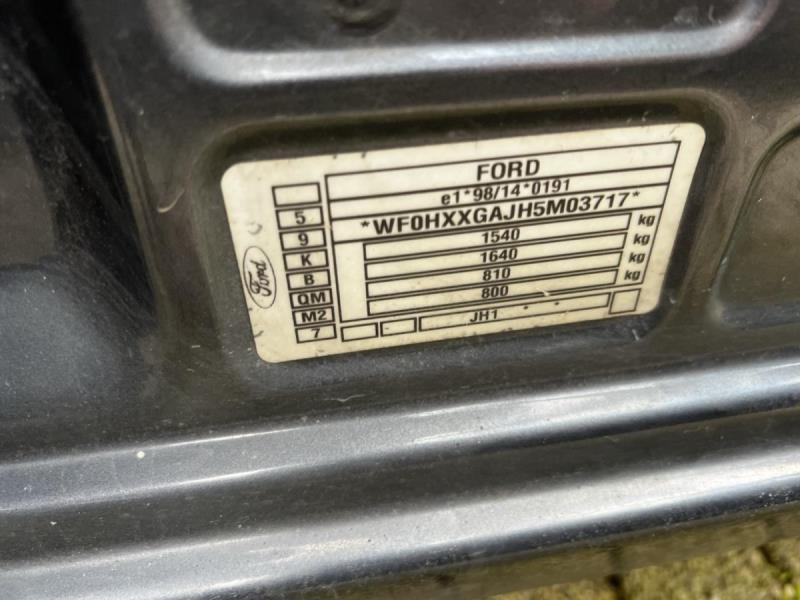 FORD
e1*98/14*0191
*WF0HXXGAJH5M03717*
1540 kg
1640 kg
810 kg
800 kg
JH1
5
9
K
B
QM
M2
7
Ford